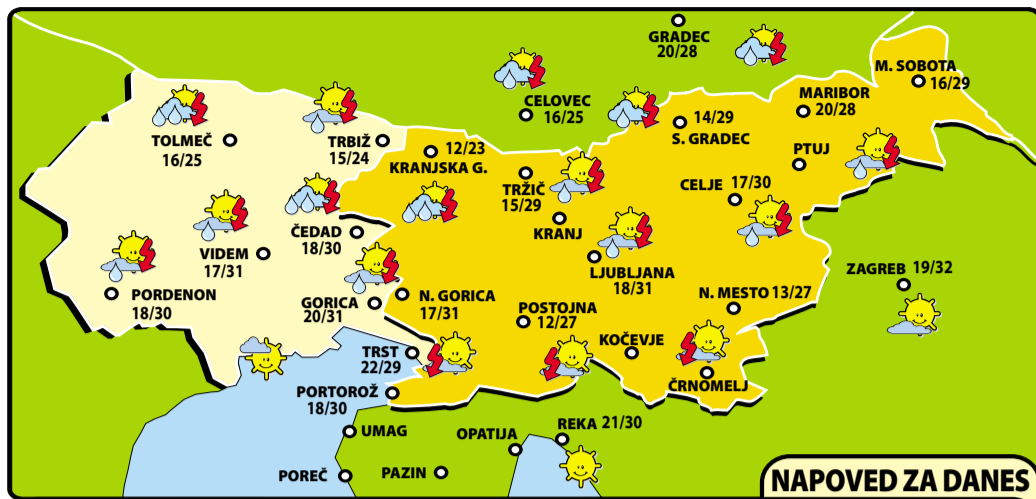 GRADEC
20/28
M. SOBOTA
16/29
CELOVEC
16/25
MARIBOR
20/28
14/29
S. GRADEC
TOLMEČ
16/25
TRBIŽ
15/24
12/23
KRANJSKA G.
PTUJ
TRŽIČ
15/29
CELJE 17/30
KRANJ
ČEDAD
18/30
VIDEM
17/31
LJUBLJANA
18/31
ZAGREB 19/32
PORDENON
18/30
GORICA
20/31
N. GORICA
17/31
POSTOJNA
12/27
N. MESTO 13/27
KOČEVJE
TRST
22/29
ČRNOMELJ
PORTOROŽ
18/30
UMAG
OPATIJA
REKA 21/30
POREČ
PAZIN
NAPOVED ZA DANES